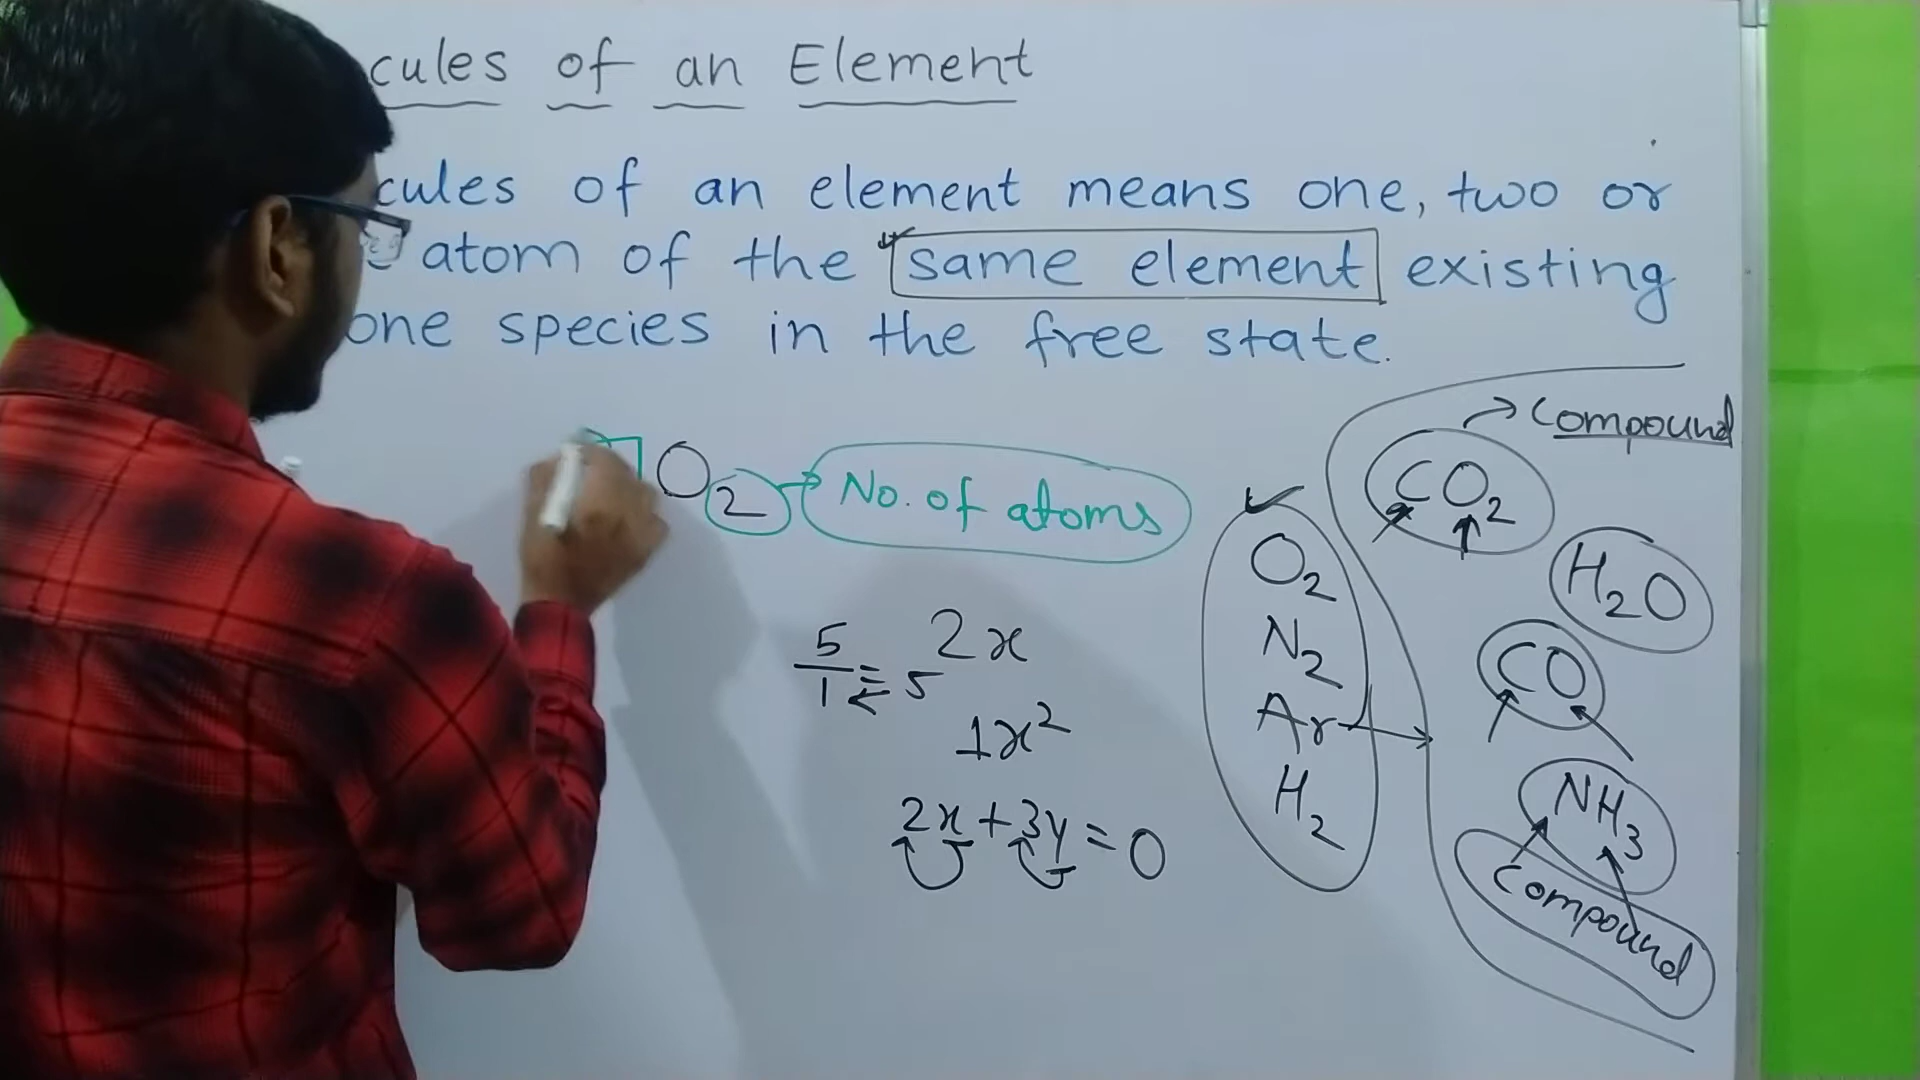 cules of an Element
cules of an element means one, two or
atom of the same element existing
one species in the free state.
Compound
CO2
O2 → No. of atoms
H2O
O2
N2
Ar
H2
CO
NH3
Compound
5/1 = 5
2x
1x²
2x + 3y = 0